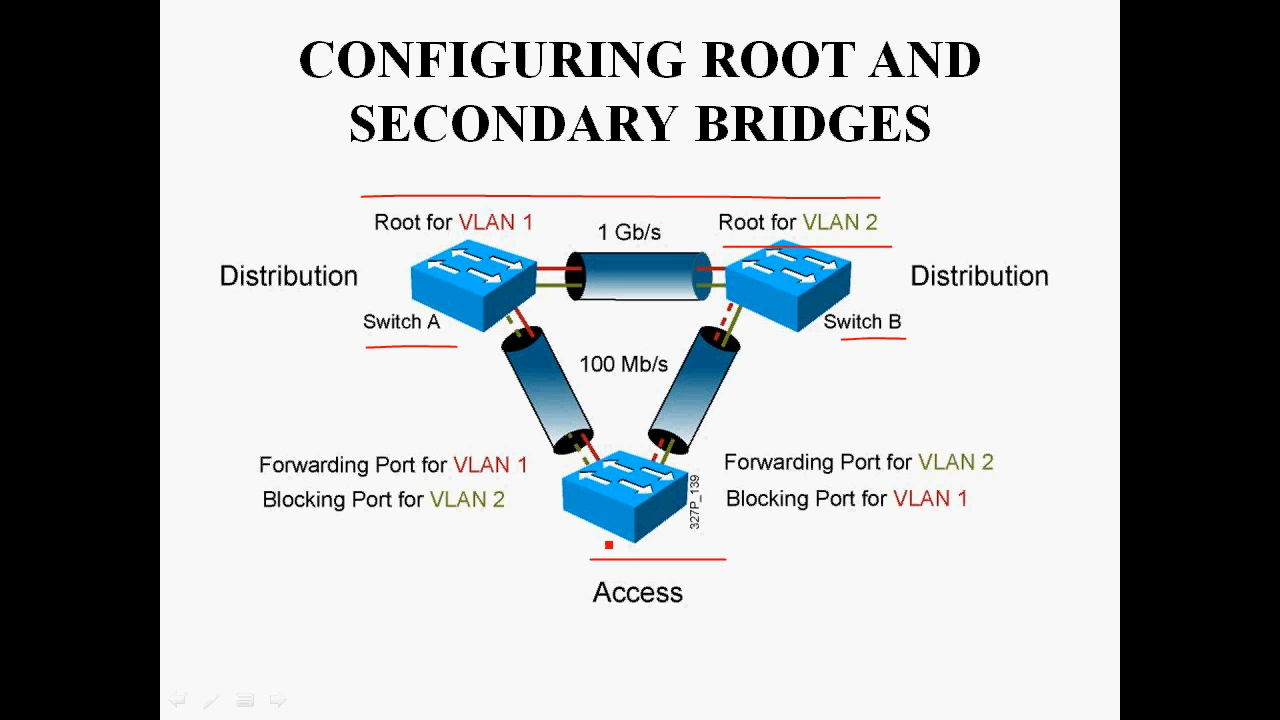 CONFIGURING ROOT AND
SECONDARY BRIDGES
Root for VLAN 1
1 Gb/s
Root for VLAN 2
Distribution
Distribution
Switch A
Switch B
100 Mb/s
Forwarding Port for VLAN 1
Blocking Port for VLAN 2
Forwarding Port for VLAN 2
Blocking Port for VLAN 1
327P_139
Access